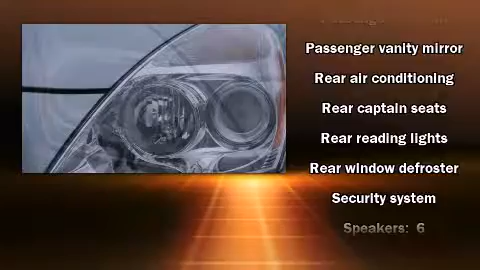 Passenger vanity mirror
Rear air conditioning
Rear captain seats
Rear reading lights
Rear window defroster
Security system
Speakers: 6